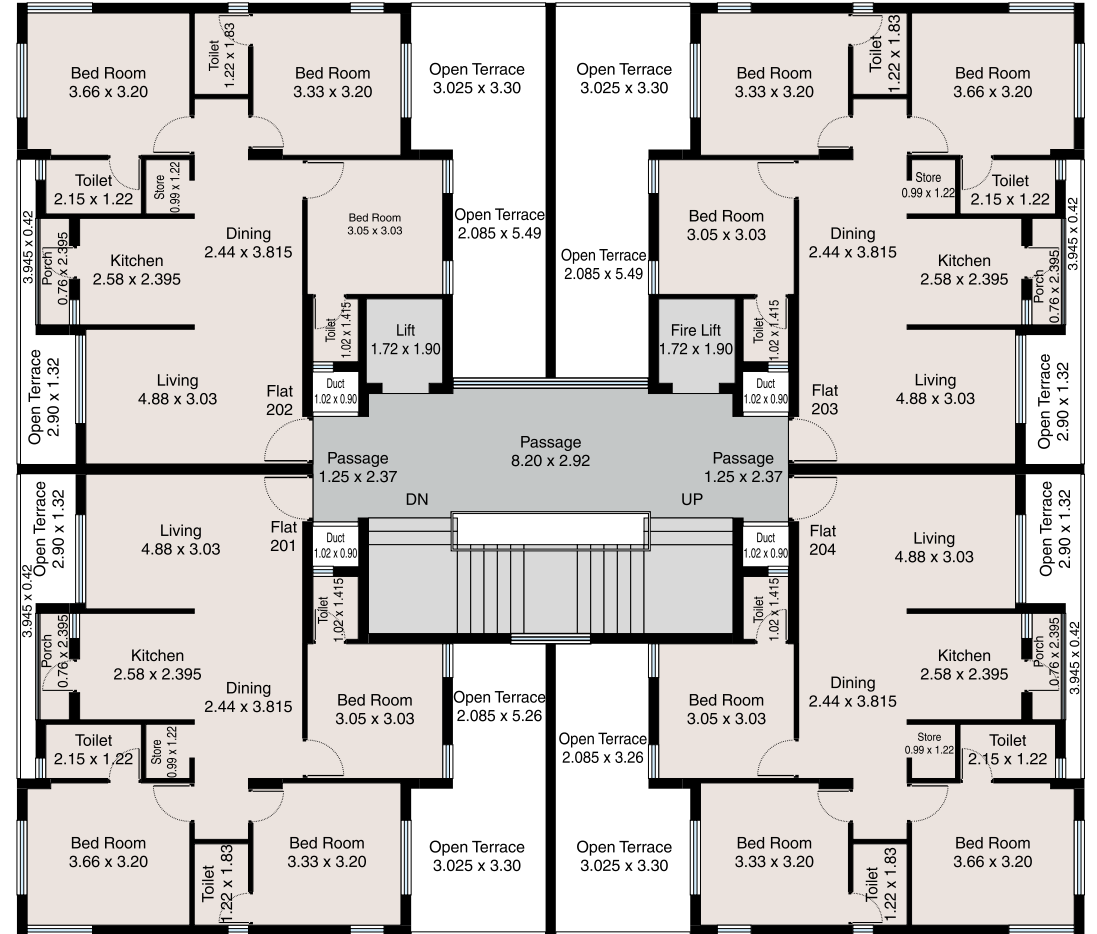 Bed Room
3.66 x 3.20
Toilet
1.22 x 1.83
Bed Room
3.33 x 3.20
Open Terrace
3.025 x 3.30
Open Terrace
3.025 x 3.30
Bed Room
3.33 x 3.20
Toilet
1.22 x 1.83
Bed Room
3.66 x 3.20
Toilet
2.15 x 1.22
Store
0.99 x 1.22
3.945 x 0.42
Porch
0.76 x 2.395
Kitchen
2.58 x 2.395
Dining
2.44 x 3.815
Bed Room
3.05 x 3.03
Open Terrace
2.085 x 5.49
Open Terrace
2.085 x 5.49
Bed Room
3.05 x 3.03
Dining
2.44 x 3.815
Store
0.99 x 1.22
Toilet
2.15 x 1.22
Kitchen
2.58 x 2.395
Porch
0.76 x 2.395
3.945 x 0.42
Toilet
1.02 x 1.415
Lift
1.72 x 1.90
Fire Lift
1.72 x 1.90
Toilet
1.02 x 1.415
Open Terrace
2.90 x 1.32
Living
4.88 x 3.03
Flat
202
Duct
1.02 x 0.90
Duct
1.02 x 0.90
Flat
203
Living
4.88 x 3.03
Open Terrace
2.90 x 1.32
Passage
1.25 x 2.37
Passage
8.20 x 2.92
Passage
1.25 x 2.37
DN
UP
Open Terrace
2.90 x 1.32
Living
4.88 x 3.03
Flat
201
Duct
1.02 x 0.90
Duct
1.02 x 0.90
Flat
204
Living
4.88 x 3.03
Open Terrace
2.90 x 1.32
3.945 x 0.42
Toilet
1.02 x 1.415
Toilet
1.02 x 1.415
Porch
0.76 x 2.395
Kitchen
2.58 x 2.395
Dining
2.44 x 3.815
Bed Room
3.05 x 3.03
Open Terrace
2.085 x 5.26
Open Terrace
2.085 x 3.26
Bed Room
3.05 x 3.03
Dining
2.44 x 3.815
Kitchen
2.58 x 2.395
Porch
0.76 x 2.395
3.945 x 0.42
Toilet
2.15 x 1.22
Store
0.99 x 1.22
Store
0.99 x 1.22
Toilet
2.15 x 1.22
Bed Room
3.66 x 3.20
Toilet
1.22 x 1.83
Bed Room
3.33 x 3.20
Open Terrace
3.025 x 3.30
Open Terrace
3.025 x 3.30
Bed Room
3.33 x 3.20
Toilet
1.22 x 1.83
Bed Room
3.66 x 3.20